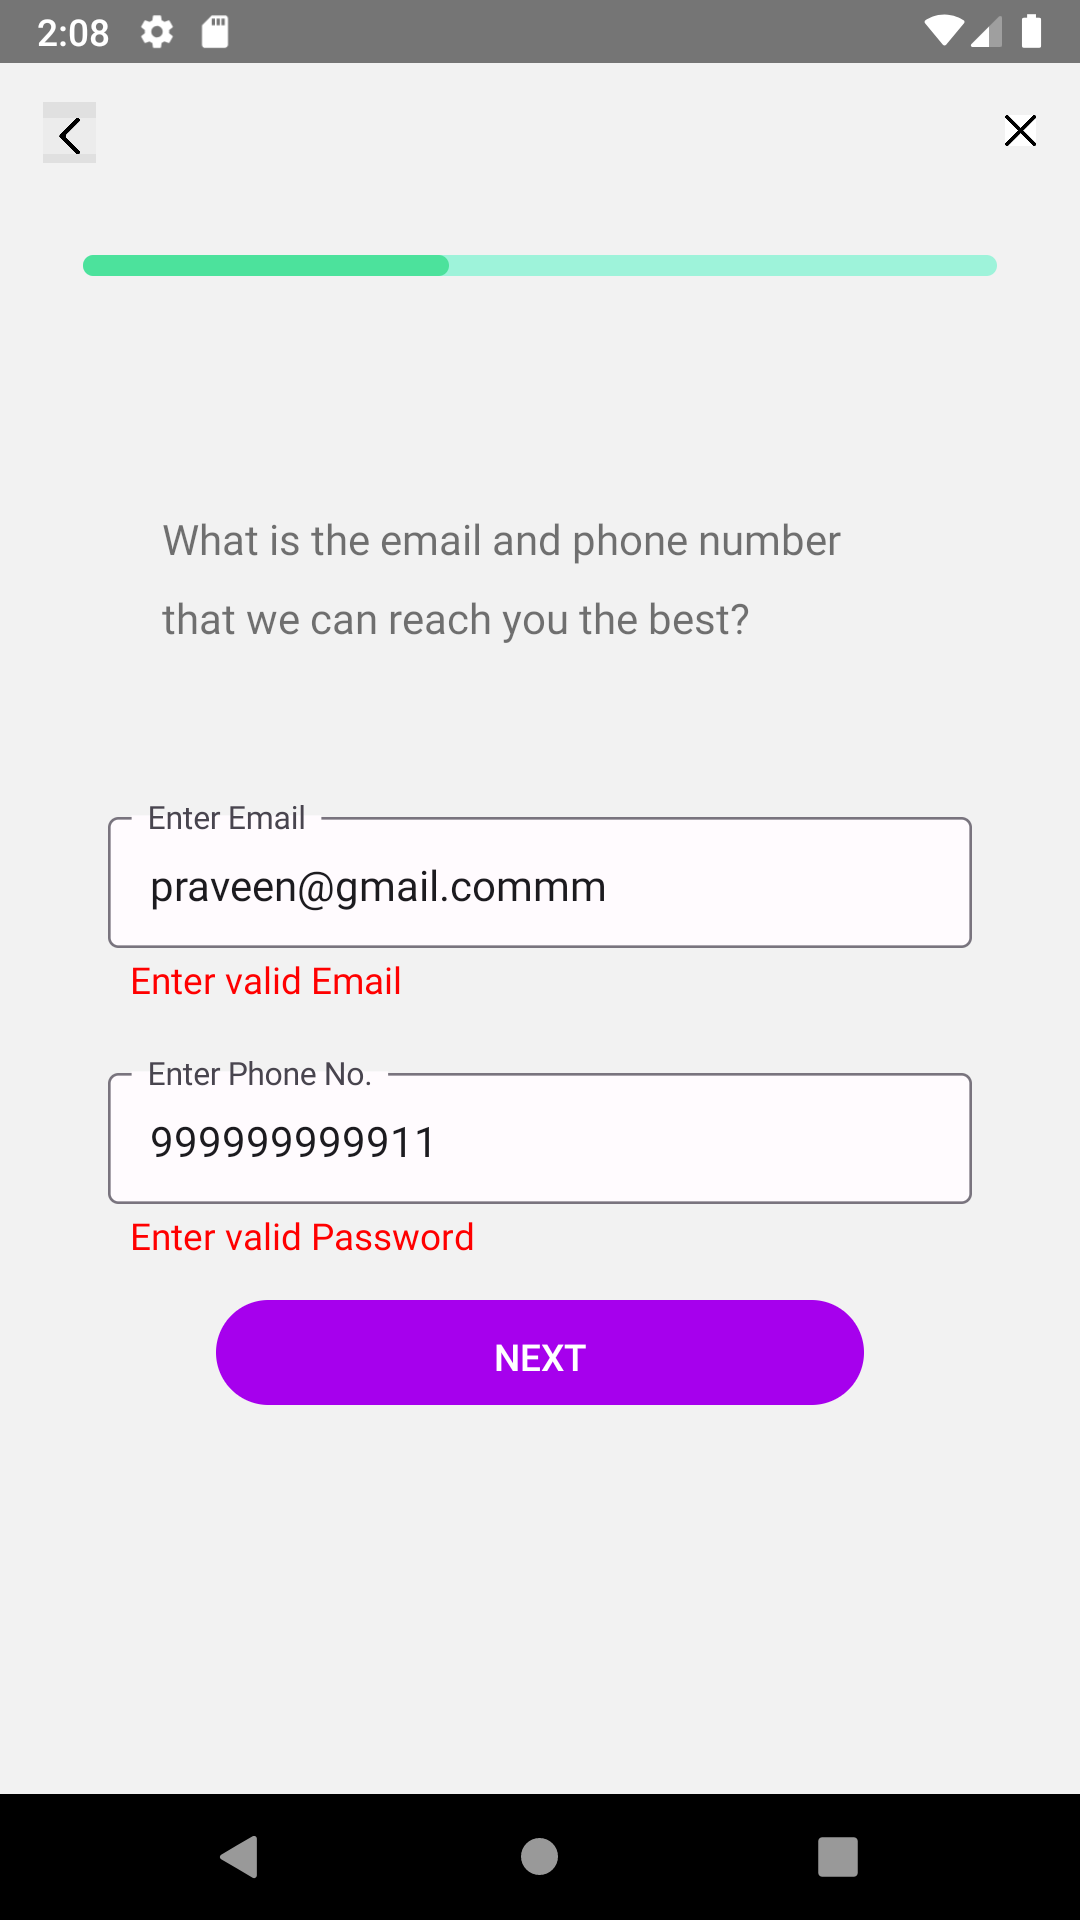 2:08
What is the email and phone number
that we can reach you the best?
Enter Email
praveen@gmail.commm
Enter valid Email
Enter Phone No.
999999999911
Enter valid Password
NEXT